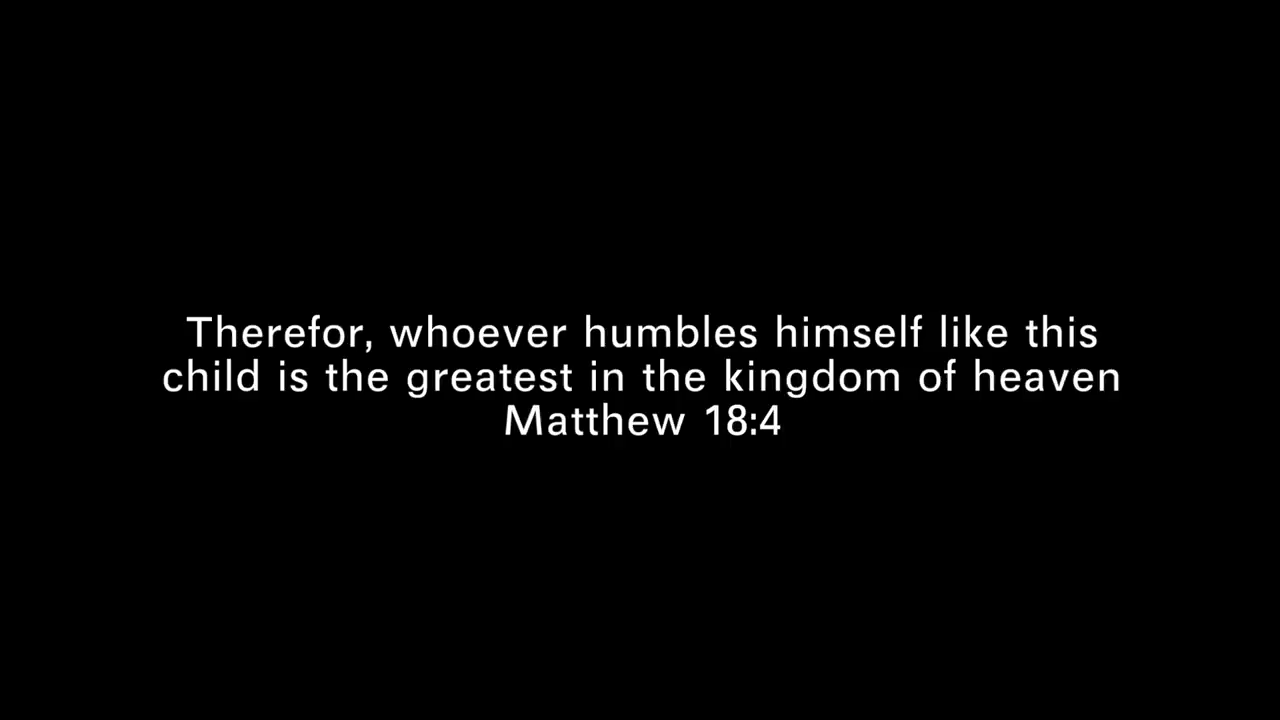 Therefor, whoever humbles himself like this
child is the greatest in the kingdom of heaven
Matthew 18:4